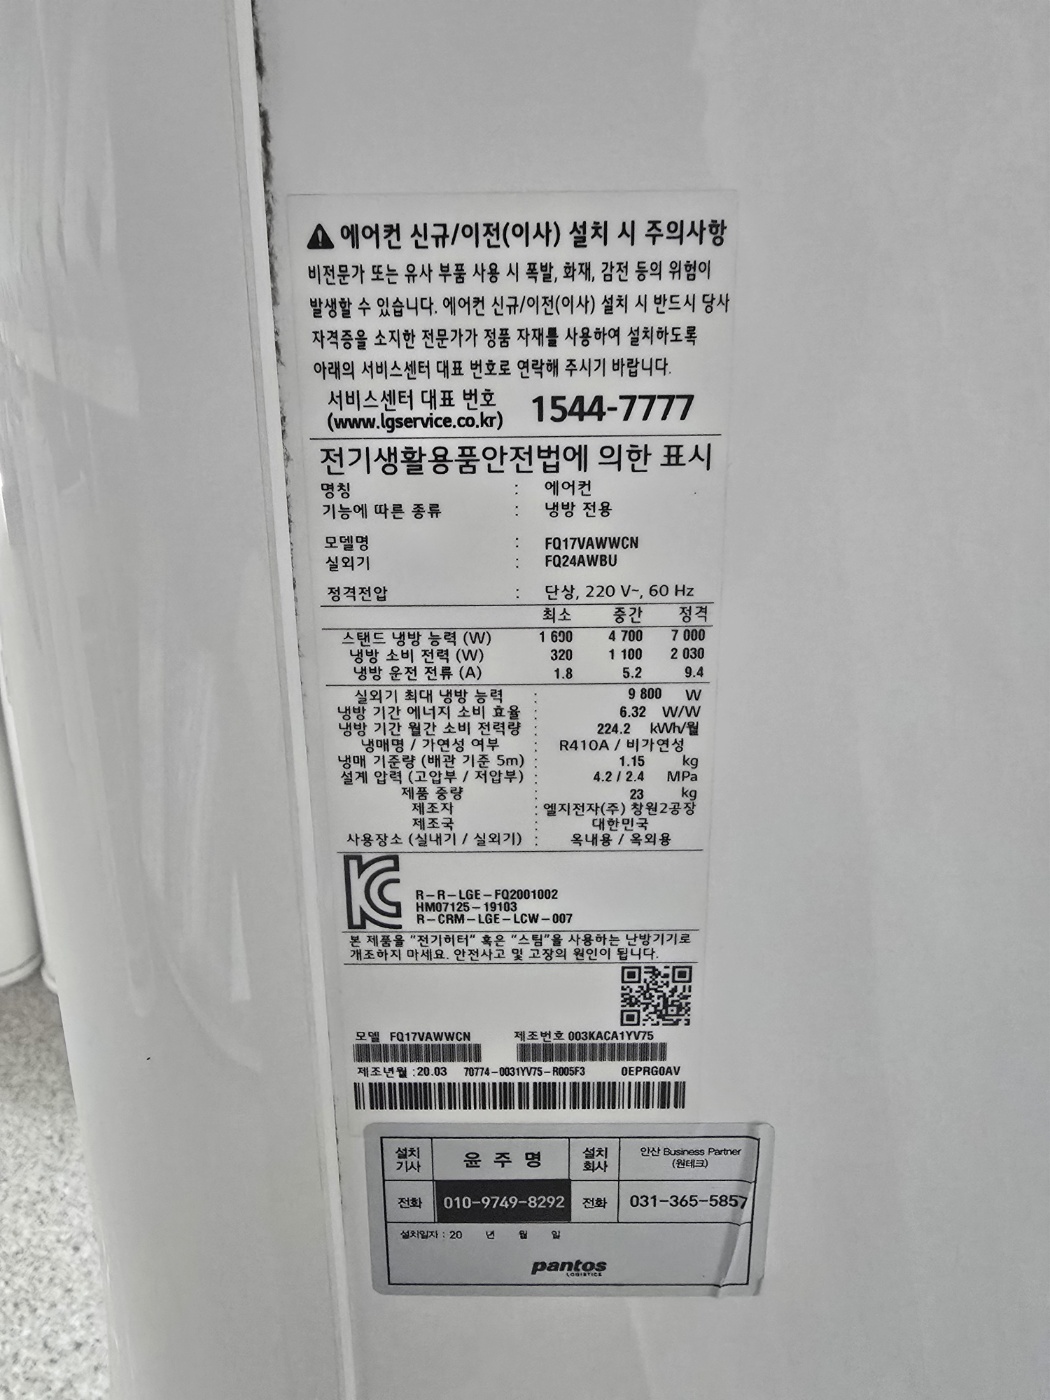 ⚠ 에어컨 신규/이전(이사) 설치 시 주의사항
비전문가 또는 유사 부품 사용 시 폭발, 화재, 감전 등의 위험이
발생할 수 있습니다. 에어컨 신규/이전(이사) 설치 시 반드시 당사
자격증을 소지한 전문가가 정품 자재를 사용하여 설치하도록
아래의 서비스센터 대표 번호로 연락해 주시기 바랍니다.
서비스센터 대표 번호 1544-7777
(www.lgservice.co.kr)
전기생활용품안전법에 의한 표시
명칭 : 에어컨
기능에 따른 종류 : 냉방 전용
모델명 : FQ17VAWWCN
실외기 : FQ24AWBU
정격전압 : 단상, 220 V~, 60 Hz
최소 중간 정격
스탠드 냉방 능력 (W) 1 600 4 700 7 000
냉방 소비 전력 (W) 320 1 100 2 030
냉방 운전 전류 (A) 1.8 5.2 9.4
실외기 최대 냉방 능력 : 9 800 W
냉방 기간 에너지 소비 효율 : 6.32 W/W
냉방 기간 월간 소비 전력량 : 224.2 kWh/월
냉매명 / 가연성 여부 : R410A / 비가연성
냉매 기준량 (배관 기준 5m) : 1.15 kg
설계 압력 (고압부 / 저압부) : 4.2 / 2.4 MPa
제품 중량 : 23 kg
제조자 : 엘지전자(주) 창원2공장
제조국 : 대한민국
사용장소 (실내기 / 실외기) : 옥내용 / 옥외용
R-R-LGE-FQ2001002
HM07125-19103
R-CRM-LGE-LCW-007
본 제품을 "전기히터" 혹은 "스팀"을 사용하는 난방기기로
개조하지 마세요. 안전사고 및 고장의 원인이 됩니다.
모델 FQ17VAWWCN 제조번호 003KACA1YV75
제조년월 : 20.03 70774-0031YV75-R005F3 0EPRG0AV
설치기사 윤주명 설치회사 안산 Business Partner
(원테크)
전화 010-9749-8292 전화 031-365-5857
설치일자 : 20 년 월 일
pantos
LOGISTICS